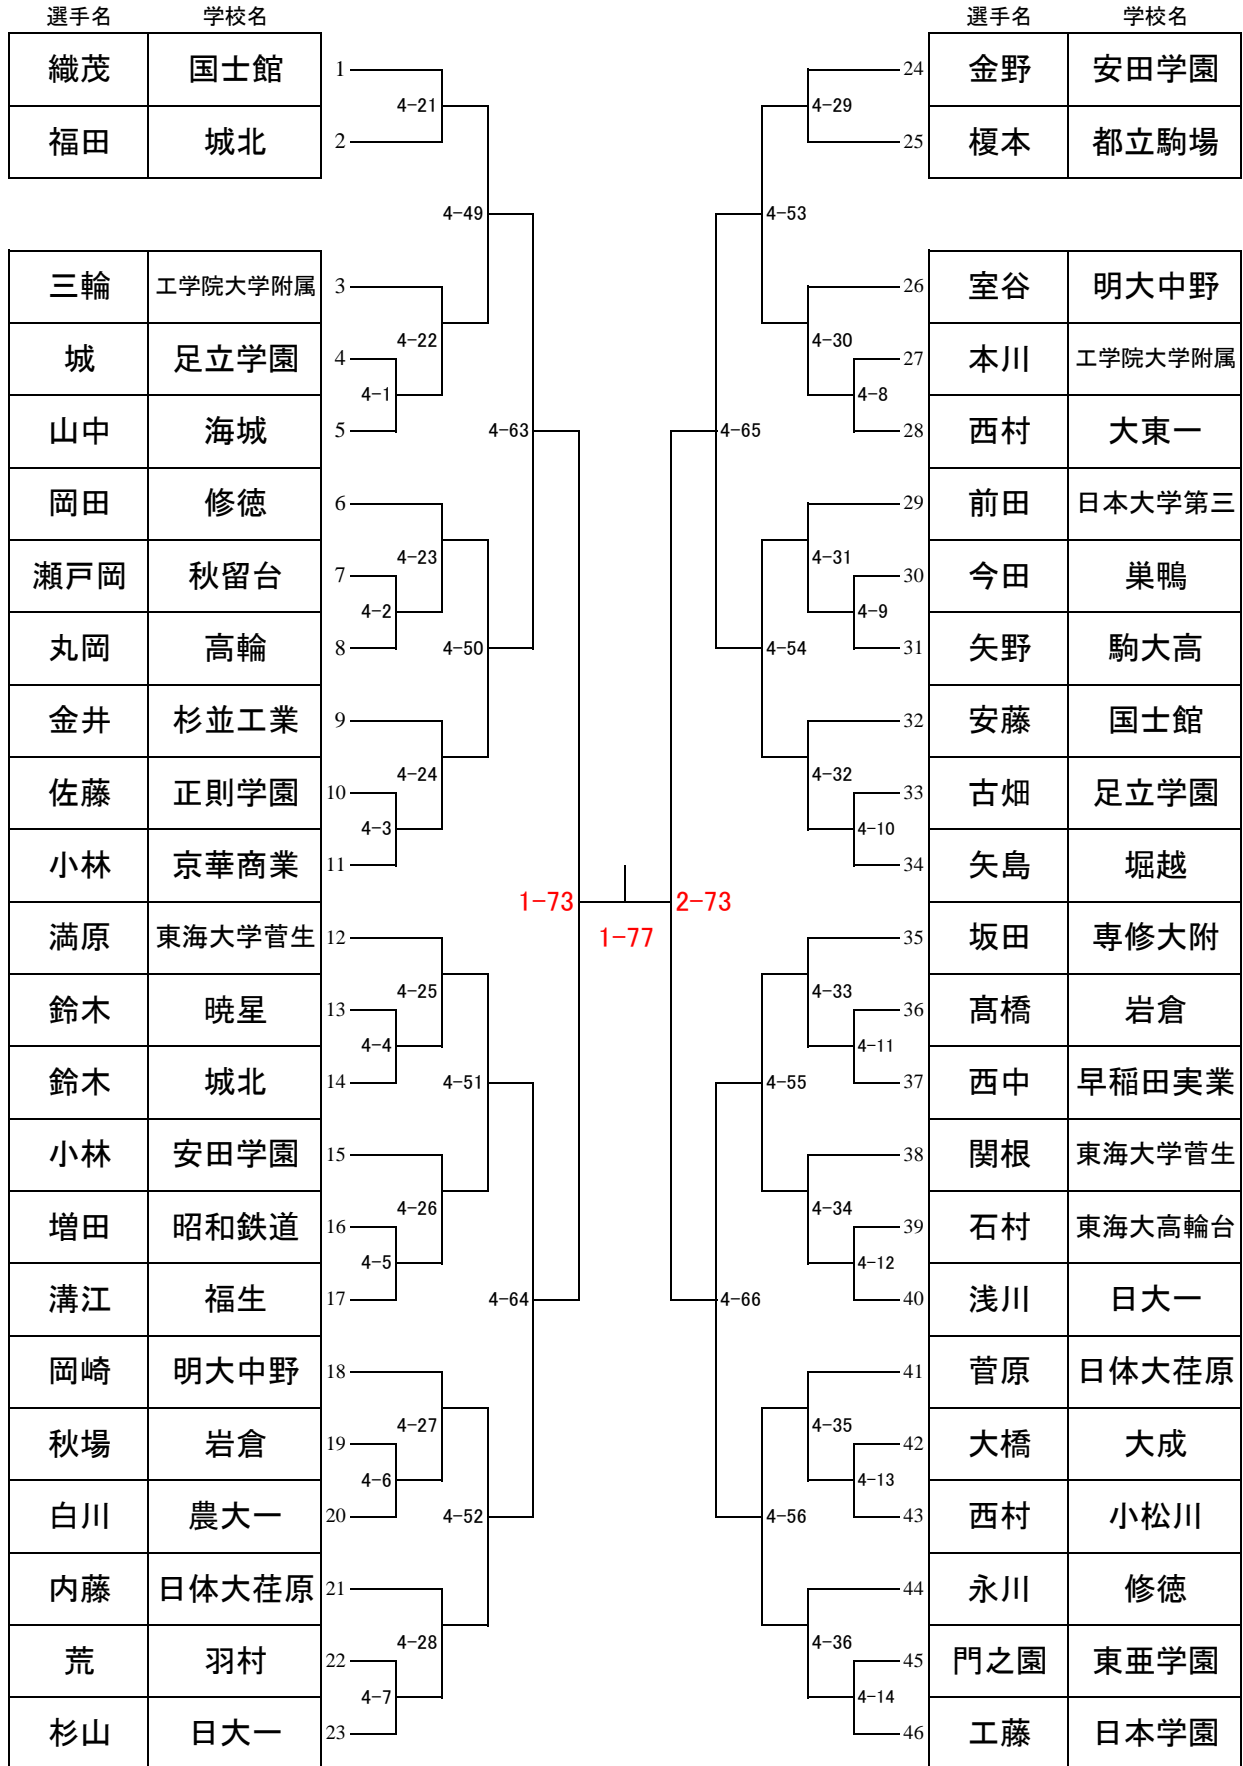 選手名 学校名 選手名 学校名
織茂 国士館 1 24 金野 安田学園
4-21 4-29
福田 城北 2 25 榎本 都立駒場
4-49 4-53
三輪 工学院大学附属 3 26 室谷 明大中野
4-22 4-30
城 足立学園 4 27 本川 工学院大学附属
4-1 4-8
山中 海城 5 4-63 4-65 28 西村 大東一
岡田 修徳 6 29 前田 日本大学第三
4-23 4-31
瀬戸岡 秋留台 7 30 今田 巣鴨
4-2 4-9
丸岡 高輪 8 4-50 4-54 31 矢野 駒大高
金井 杉並工業 9 32 安藤 国士館
4-24 4-32
佐藤 正則学園 10 33 古畑 足立学園
4-3 4-10
小林 京華商業 11 34 矢島 堀越
1-73 2-73
1-77
満原 東海大学菅生 12 35 坂田 専修大附
4-25 4-33
鈴木 暁星 13 36 髙橋 岩倉
4-4 4-11
鈴木 城北 14 4-51 4-55 37 西中 早稲田実業
小林 安田学園 15 38 関根 東海大学菅生
4-26 4-34
増田 昭和鉄道 16 39 石村 東海大高輪台
4-5 4-12
溝江 福生 17 4-64 4-66 40 浅川 日大一
岡崎 明大中野 18 41 菅原 日体大荏原
4-27 4-35
秋場 岩倉 19 42 大橋 大成
4-6 4-13
白川 農大一 20 4-52 4-56 43 西村 小松川
内藤 日体大荏原 21 44 永川 修徳
4-28 4-36
荒 羽村 22 45 門之園 東亜学園
4-7 4-14
杉山 日大一 23 46 工藤 日本学園